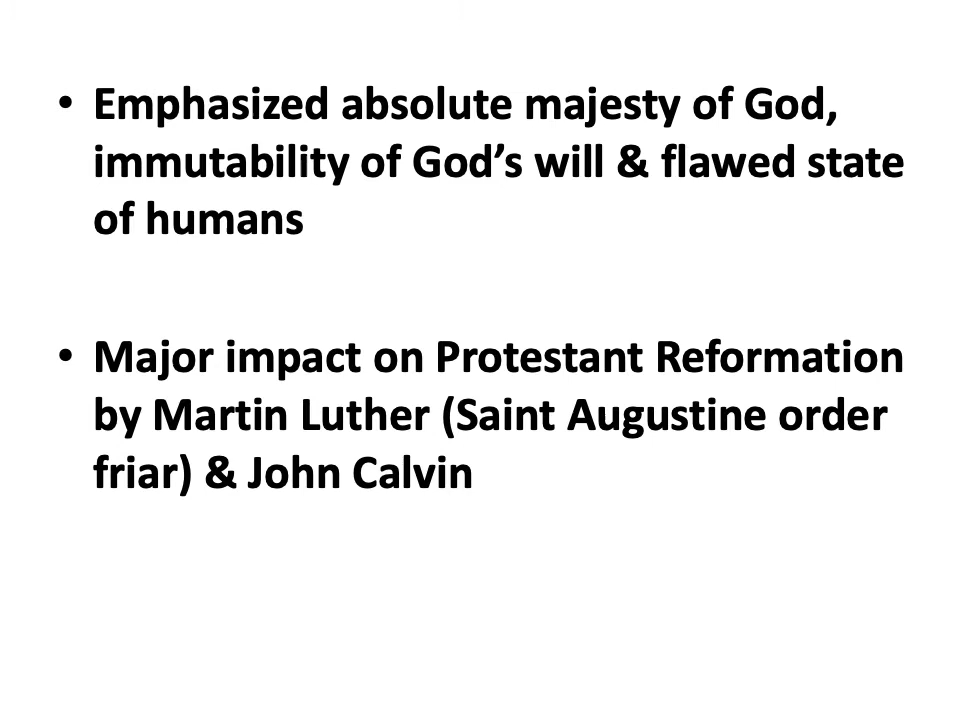 • Emphasized absolute majesty of God,
immutability of God’s will & flawed state
of humans
• Major impact on Protestant Reformation
by Martin Luther (Saint Augustine order
friar) & John Calvin